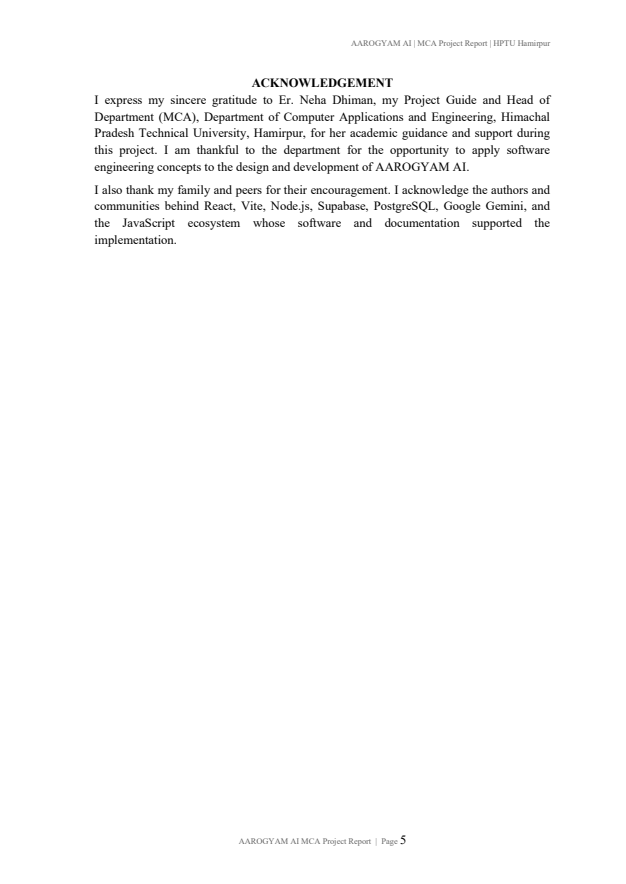 AAROGYAM AI | MCA Project Report | HPTU Hamirpur
ACKNOWLEDGEMENT
I express my sincere gratitude to Er. Neha Dhiman, my Project Guide and Head of
Department (MCA), Department of Computer Applications and Engineering, Himachal
Pradesh Technical University, Hamirpur, for her academic guidance and support during
this project. I am thankful to the department for the opportunity to apply software
engineering concepts to the design and development of AAROGYAM AI.
I also thank my family and peers for their encouragement. I acknowledge the authors and
communities behind React, Vite, Node.js, Supabase, PostgreSQL, Google Gemini, and
the JavaScript ecosystem whose software and documentation supported the
implementation.
AAROGYAM AI MCA Project Report | Page 5